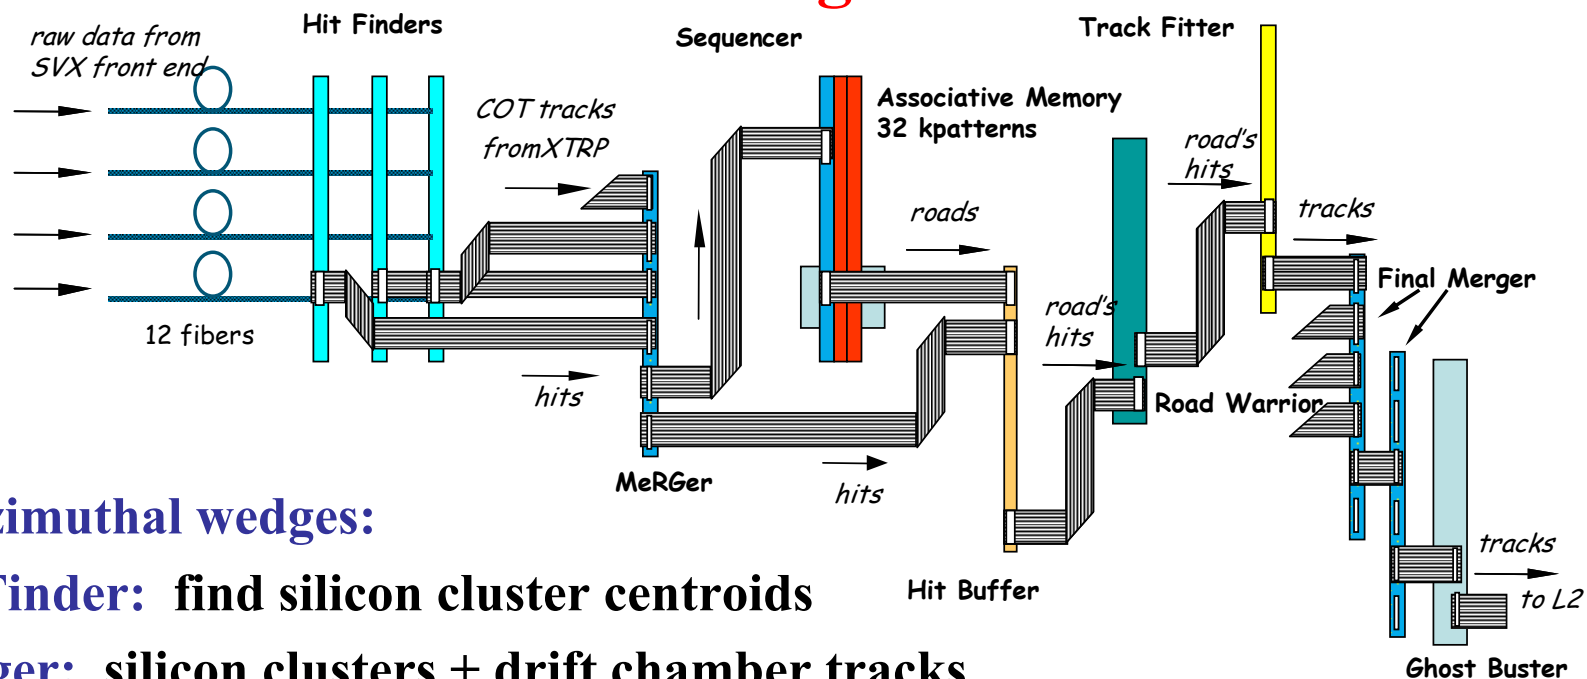 Hit Finders
raw data from
SVX front end
Sequencer
Track Fitter
COT tracks
fromXTRP
Associative Memory
32 kpatterns
road's
hits
roads
tracks
Final Merger
12 fibers
road's
hits
hits
Road Warrior
MeRGer
hits
zimuthal wedges:
Finder: find silicon cluster centroids
Hit Buffer
tracks
to L2
ger: silicon clusters + drift chamber tracks
Ghost Buster